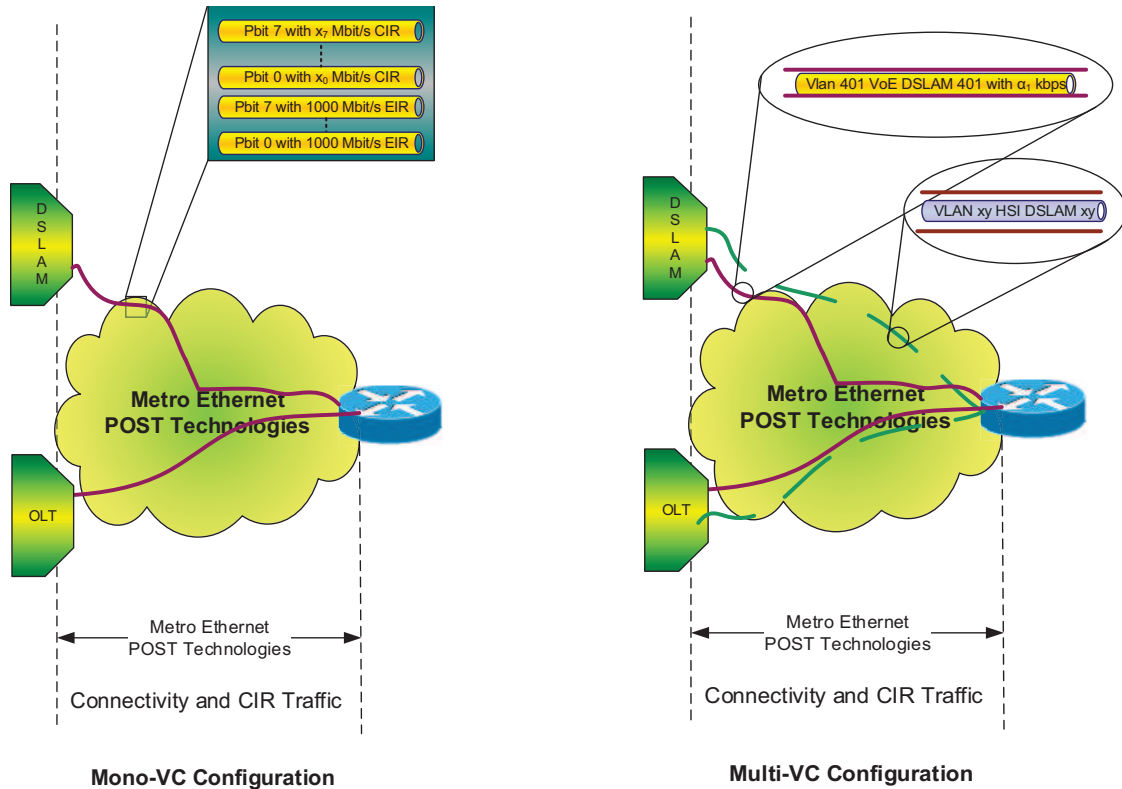 Pbit 7 with x7 Mbit/s CIR
Pbit 0 with x0 Mbit/s CIR
Pbit 7 with 1000 Mbit/s EIR
Pbit 0 with 1000 Mbit/s EIR
DSLAM
Metro Ethernet
POST Technologies
OLT
Metro Ethernet
POST Technologies
Connectivity and CIR Traffic
Mono-VC Configuration
Vlan 401 VoE DSLAM 401 with α1 kbps
VLAN xy HSI DSLAM xy
DSLAM
Metro Ethernet
POST Technologies
OLT
Metro Ethernet
POST Technologies
Connectivity and CIR Traffic
Multi-VC Configuration